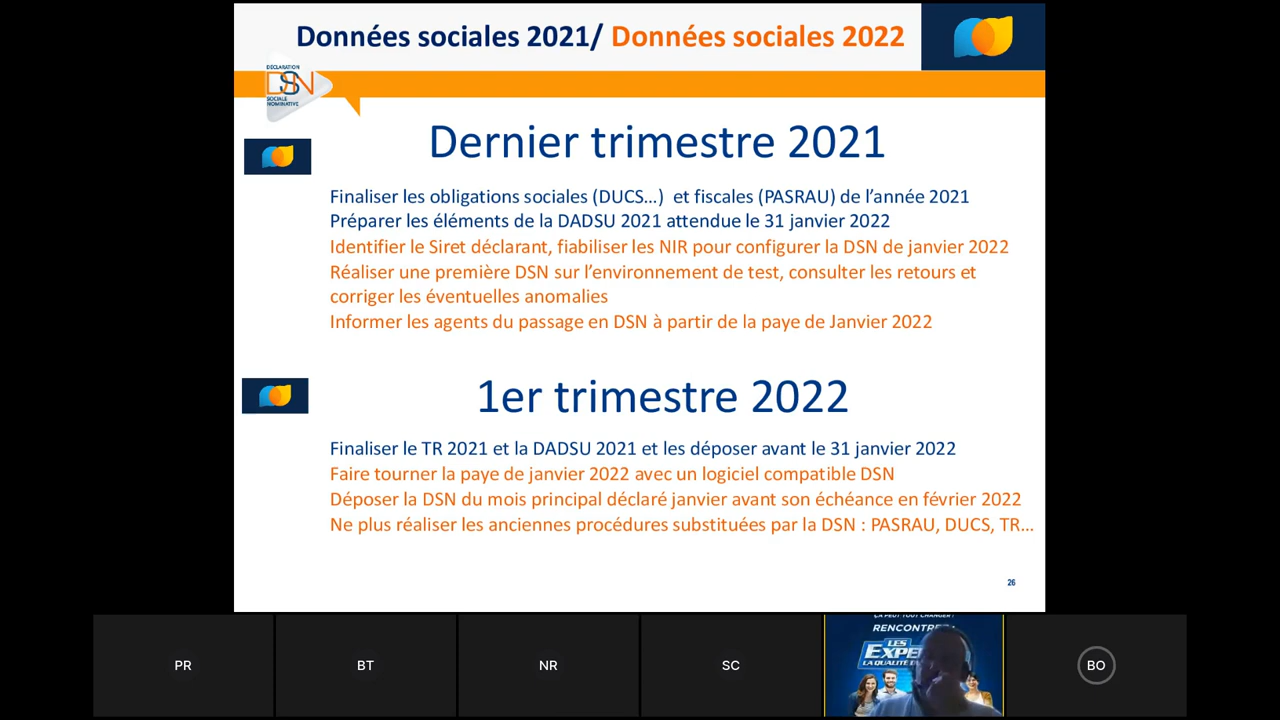 Données sociales 2021/ Données sociales 2022
DÉCLARATION
DSN
SOCIALE
NOMINATIVE
Dernier trimestre 2021
Finaliser les obligations sociales (DUCS...)  et fiscales (PASRAU) de l'année 2021
Préparer les éléments de la DADSU 2021 attendue le 31 janvier 2022
Identifier le Siret déclarant, fiabiliser les NIR pour configurer la DSN de janvier 2022
Réaliser une première DSN sur l'environnement de test, consulter les retours et
corriger les éventuelles anomalies
Informer les agents du passage en DSN à partir de la paye de Janvier 2022
1er trimestre 2022
Finaliser le TR 2021 et la DADSU 2021 et les déposer avant le 31 janvier 2022
Faire tourner la paye de janvier 2022 avec un logiciel compatible DSN
Déposer la DSN du mois principal déclaré janvier avant son échéance en février 2022
Ne plus réaliser les anciennes procédures substituées par la DSN : PASRAU, DUCS, TR...
26
PR
BT
NR
SC
ÇA PEUT TOUT CHANGER !
LES
LA QUALITÉ
BO